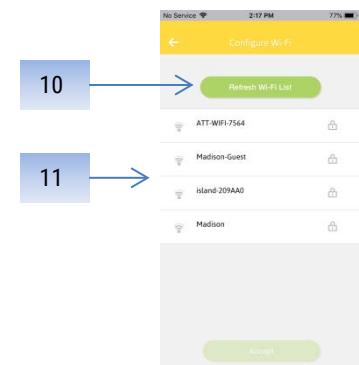 No Service 2:17 PM 77%
Configure Wi-Fi
10
Refresh Wi-Fi List
ATT-WIFI-7564
11
Madison-Guest
island-209AA0
Madison
Accept